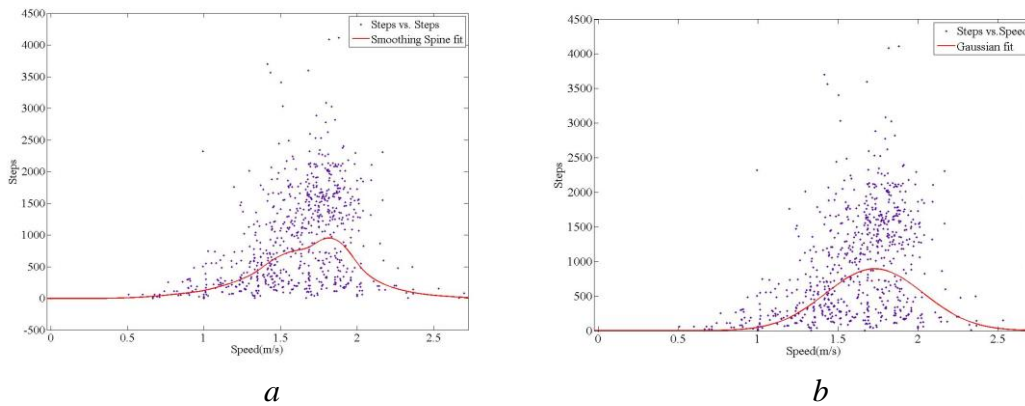 4500
4000
3500
3000
2500
2000
1500
1000
500
0
-500
Steps
Steps vs. Steps
Smoothing Spine fit
0 0.5 1 1.5 2 2.5
Speed(m/s)
a
4500
4000
3500
3000
2500
2000
1500
1000
500
0
Steps
Steps vs.Speed
Gaussian fit
0 0.5 1 1.5 2 2.5
Speed(m/s)
b